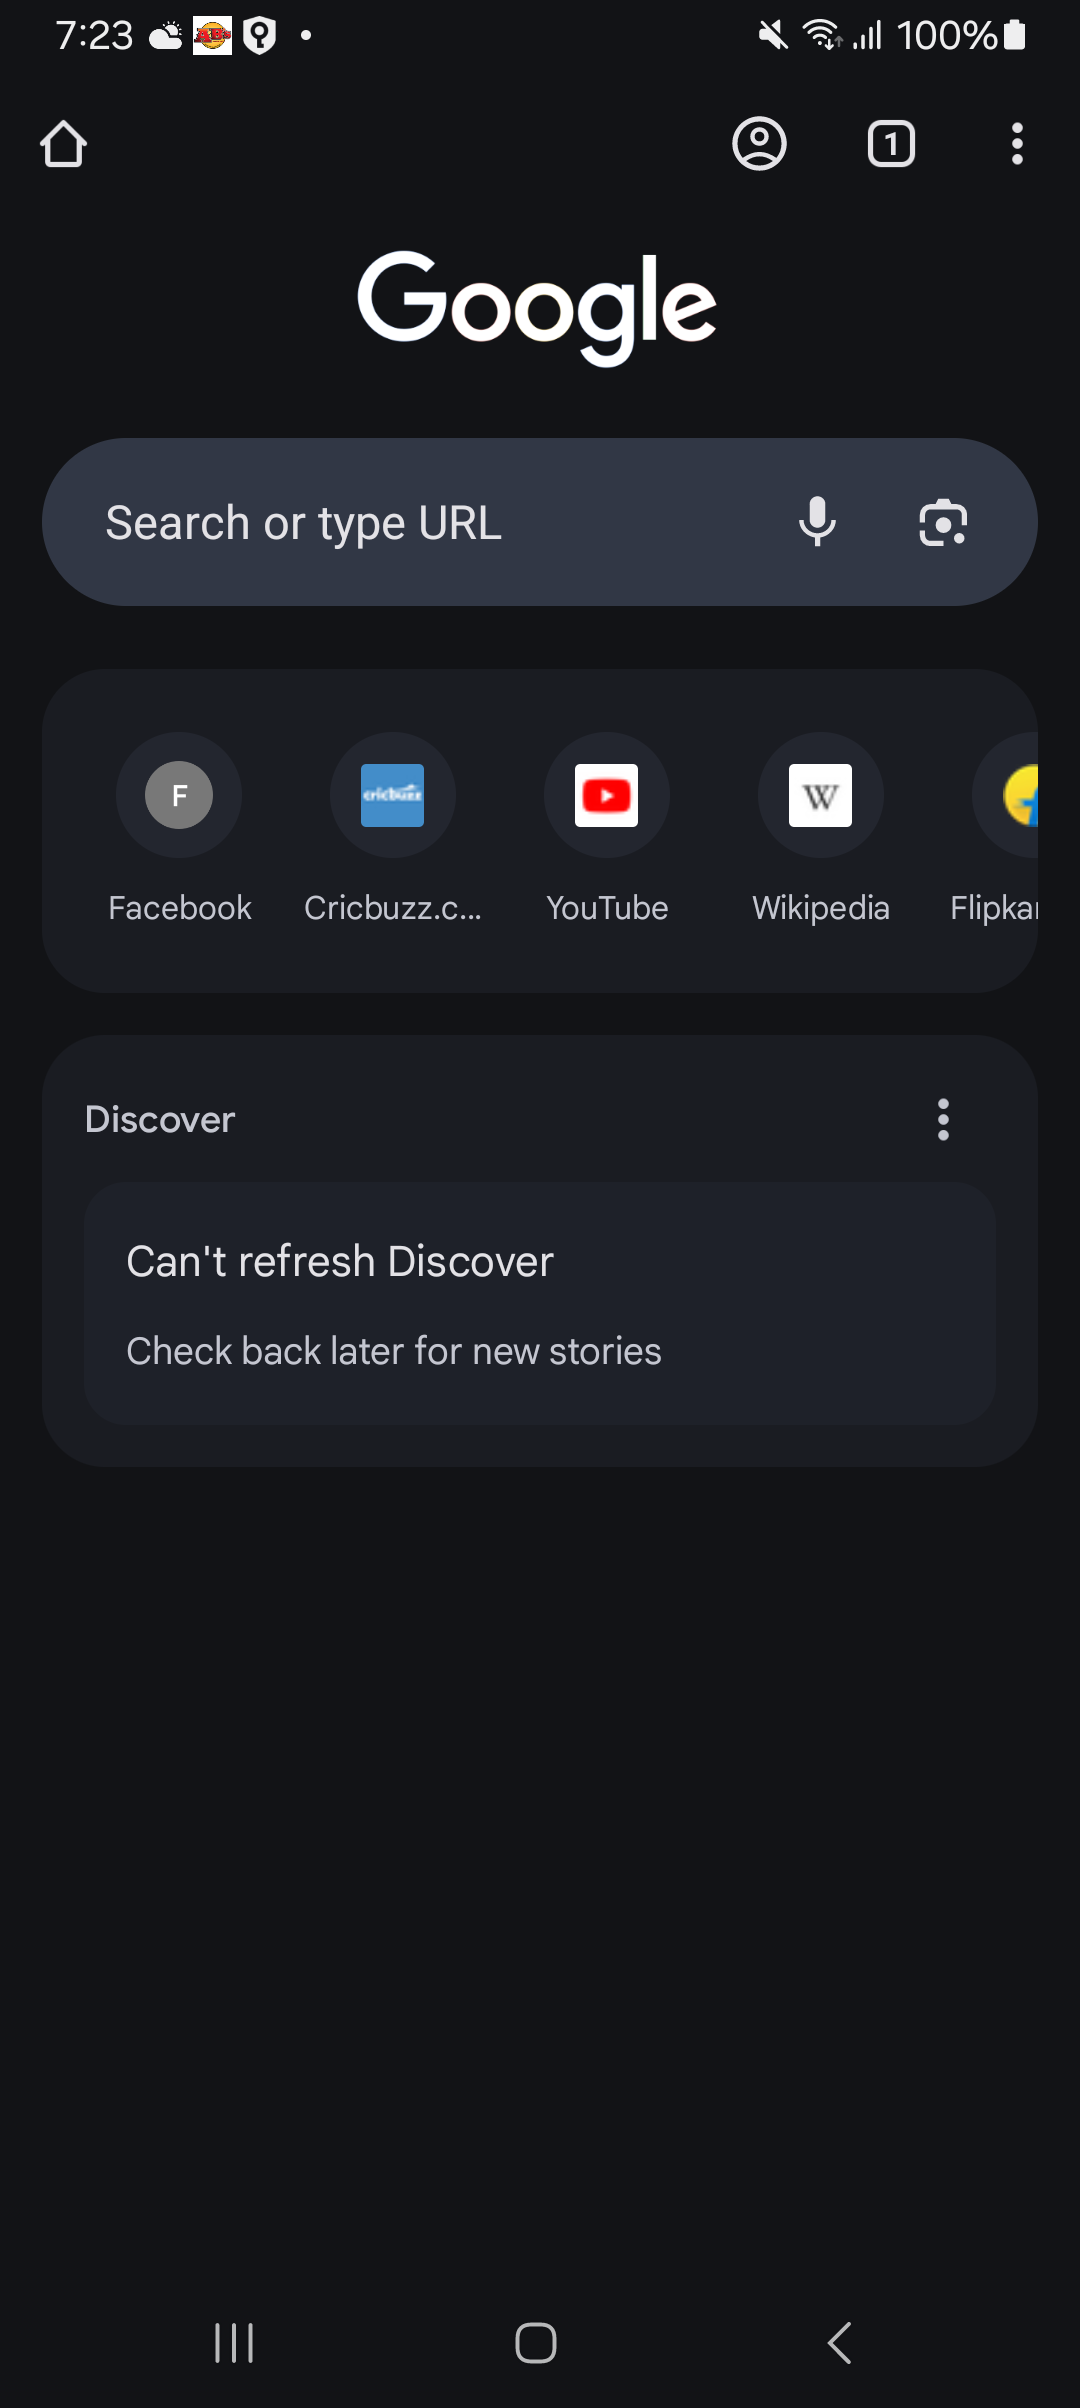 7:23 100%
1
Google
Search or type URL
F cricbuzz W
Facebook Cricbuzz.c... YouTube Wikipedia Flipkar
Discover
Can't refresh Discover
Check back later for new stories